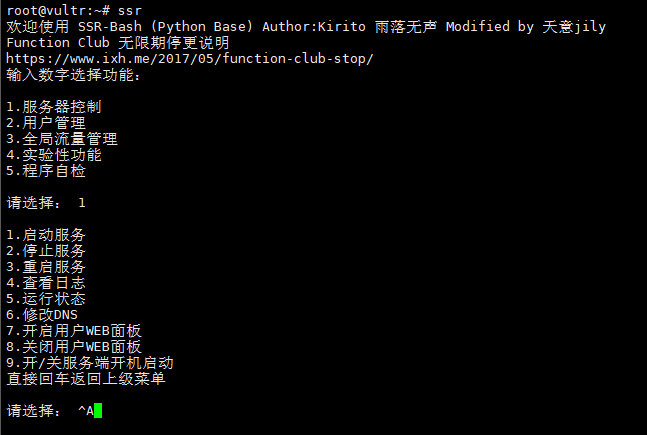 root@vultr:~# ssr
欢迎使用 SSR-Bash (Python Base) Author:Kirito 雨落无声 Modified by 天意jily
Function Club 无限期停更说明
https://www.ixh.me/2017/05/function-club-stop/
输入数字选择功能：
1.服务器控制
2.用户管理
3.全局流量管理
4.实验性功能
5.程序自检
请选择： 1
1.启动服务
2.停止服务
3.重启服务
4.查看日志
5.运行状态
6.修改DNS
7.开启用户WEB面板
8.关闭用户WEB面板
9.开/关服务端开机启动
直接回车返回上级菜单
请选择： ^A